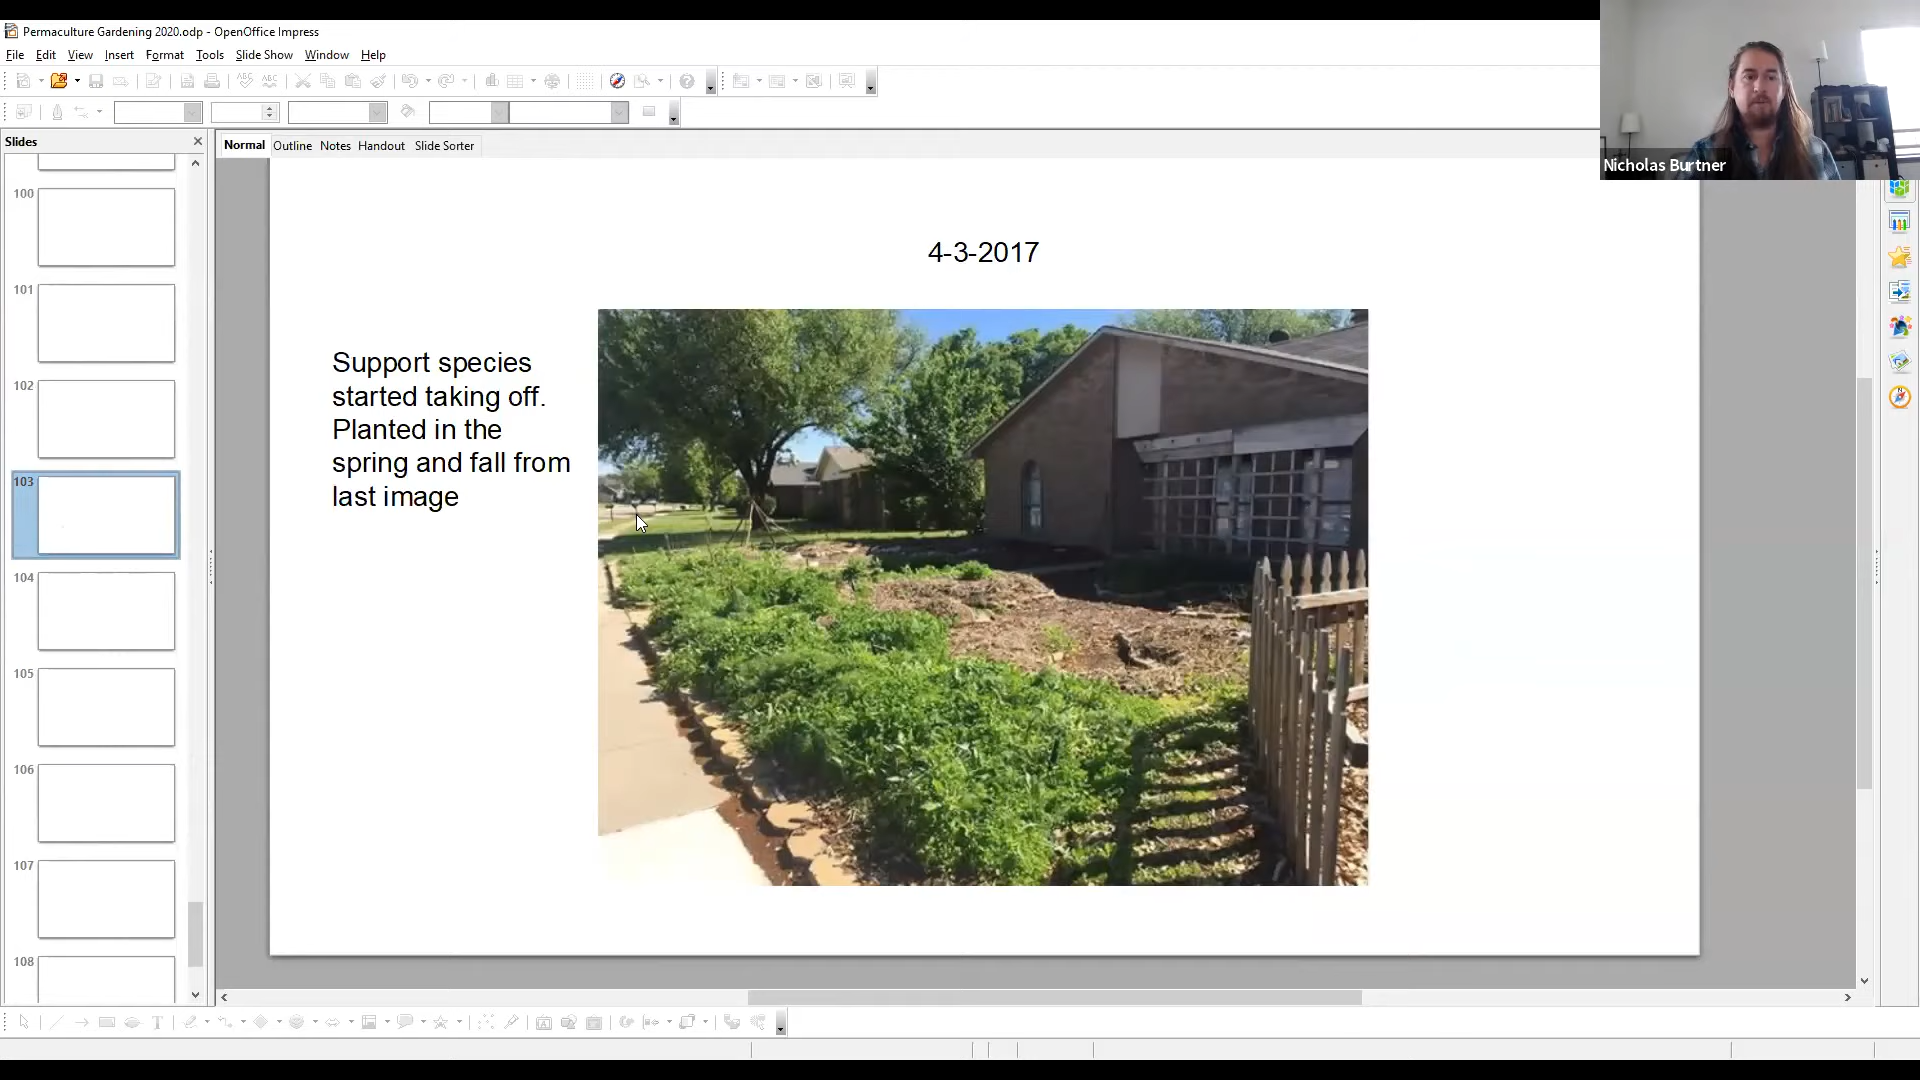 Permaculture Gardening 2020.odp - OpenOffice Impress
File Edit View Insert Format Tools Slide Show Window Help
Nicholas Burtner
Slides
Normal Outline Notes Handout Slide Sorter
100
101
102
103
104
105
106
107
108
4-3-2017
Support species
started taking off.
Planted in the
spring and fall from
last image